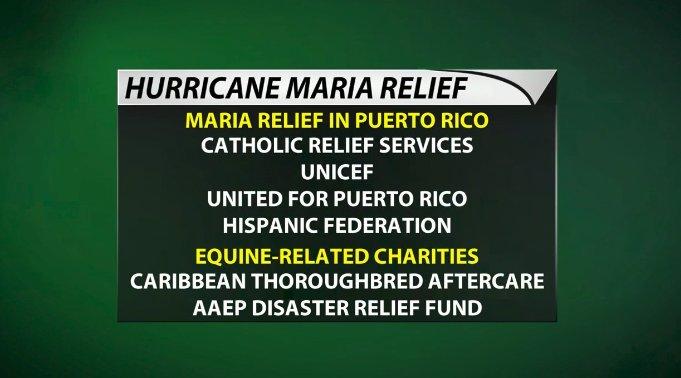 HURRICANE MARIA RELIEF
MARIA RELIEF IN PUERTO RICO
CATHOLIC RELIEF SERVICES
UNICEF
UNITED FOR PUERTO RICO
HISPANIC FEDERATION
EQUINE-RELATED CHARITIES
CARIBBEAN THOROUGHBRED AFTERCARE
AAEP DISASTER RELIEF FUND